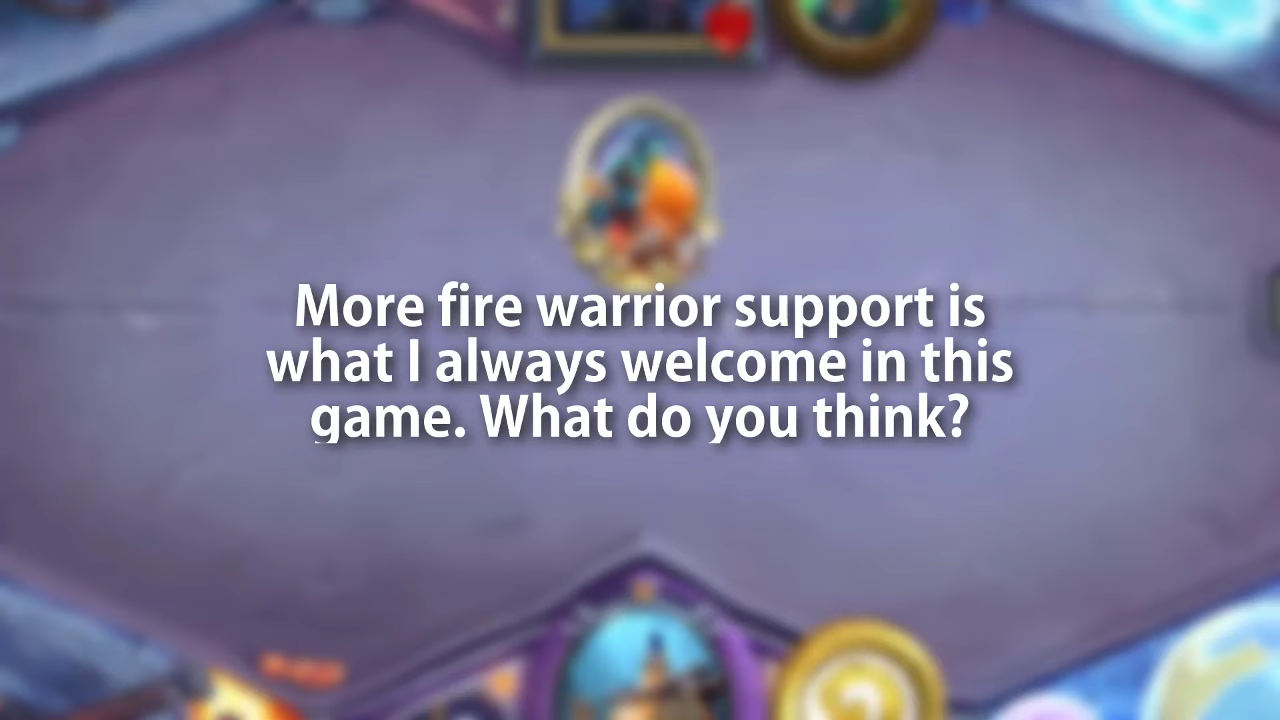 More fire warrior support is
what I always welcome in this
game. What do you think?